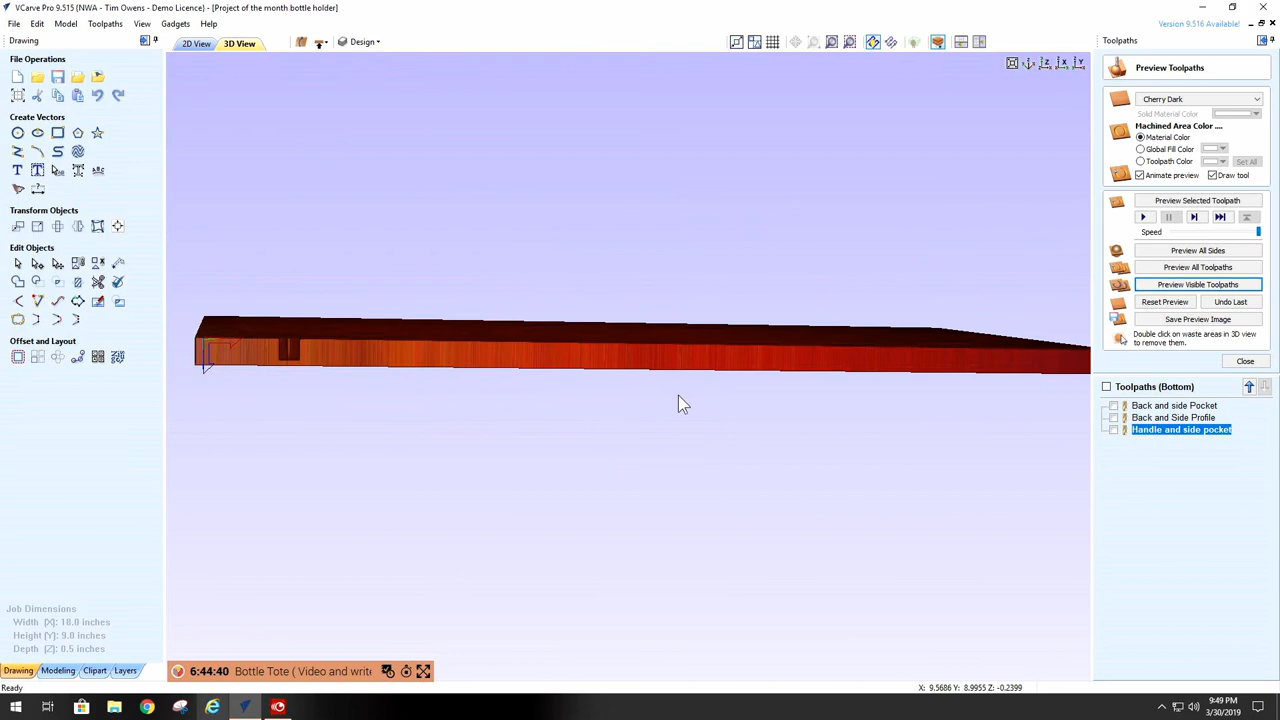 VCarve Pro 9.515 {NWA - Tim Owens - Demo Licence} - [Project of the month bottle holder]
File Edit Model Toolpaths View Gadgets Help
Version 9.516 Available!
Drawing
2D View 3D View
Design
Toolpaths
File Operations
Create Vectors
Transform Objects
Edit Objects
Offset and Layout
Job Dimensions
Width (X): 18.0 inches
Height (Y): 9.0 inches
Depth (Z): 0.5 inches
Drawing Modeling Clipart Layers
Ready
Z X Y
6:44:40 Bottle Tote ( Video and write
Preview Toolpaths
Cherry Dark
Solid Material Color
Machined Area Color ....
Material Color
Global Fill Color
Toolpath Color Set All
Animate preview Draw tool
Preview Selected Toolpath
Speed
Preview All Sides
Preview All Toolpaths
Preview Visible Toolpaths
Reset Preview Undo Last
Save Preview Image
Double click on waste areas in 3D view
to remove them.
Close
Toolpaths (Bottom)
Back and side Pocket
Back and Side Profile
Handle and side pocket
X: 9.5686 Y: 8.9955 Z: -0.2399
9:49 PM
3/30/2019